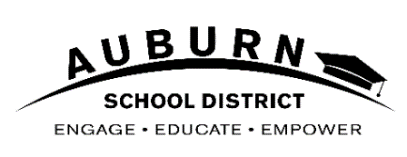 AUBURN
SCHOOL DISTRICT
ENGAGE • EDUCATE • EMPOWER